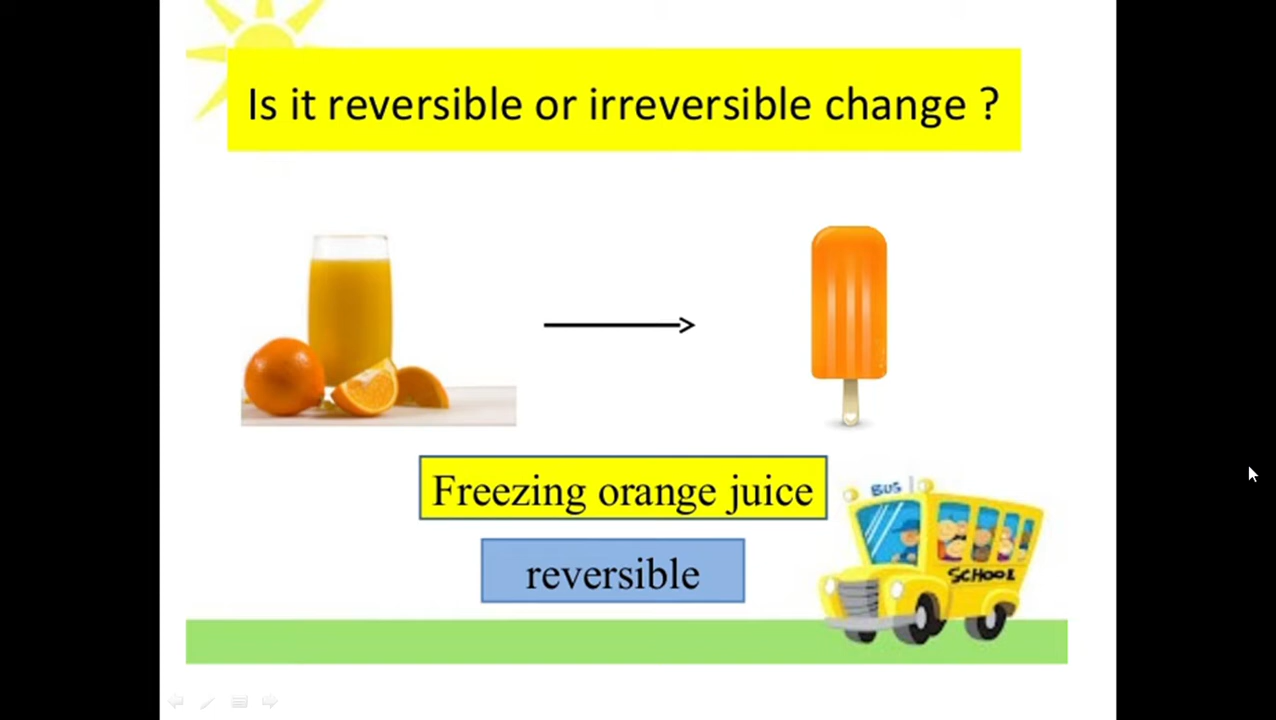 Is it reversible or irreversible change ?
Freezing orange juice
BUS
SCHOOL
reversible